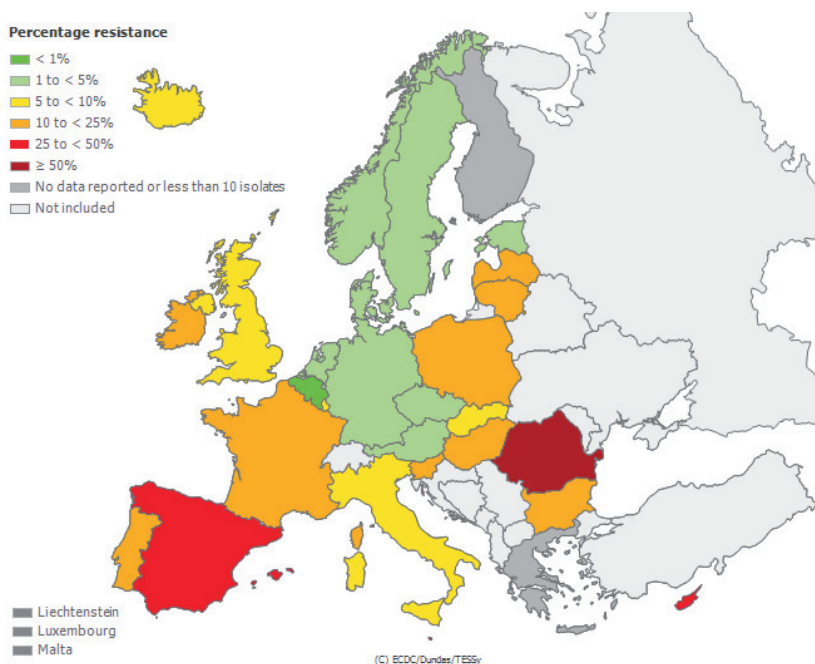 Percentage resistance
< 1%
1 to < 5%
5 to < 10%
10 to < 25%
25 to < 50%
≥ 50%
No data reported or less than 10 isolates
Not included
Liechtenstein
Luxembourg
Malta
(C) ECDC/Dundas/TESSy